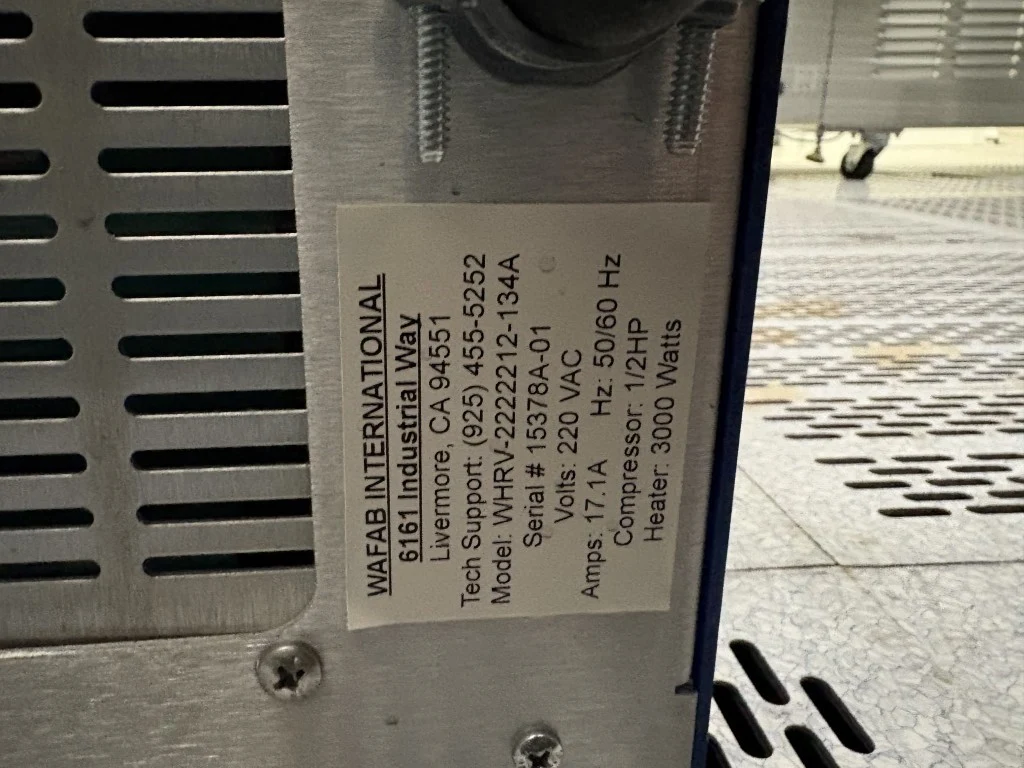 WAFAB INTERNATIONAL
6161 Industrial Way
Livermore, CA 94551
Tech Support: (925) 455-5252
Model: WHRV-2222212-134A
Serial # 15378A-01
Volts: 220 VAC
Amps: 17.1A Hz: 50/60 Hz
Compressor: 1/2HP
Heater: 3000 Watts